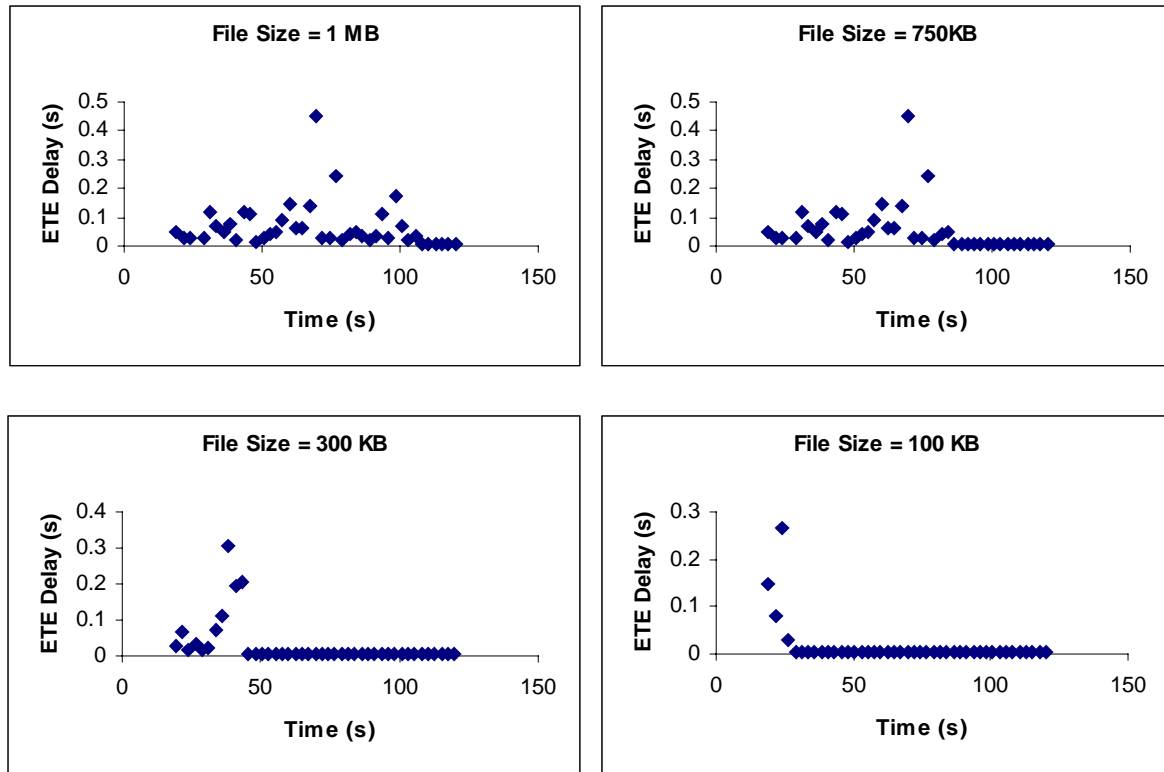 File Size = 1 MB
ETE Delay (s)
0.5
0.4
0.3
0.2
0.1
0
0 50 100 150
Time (s)
File Size = 750KB
ETE Delay (s)
0.5
0.4
0.3
0.2
0.1
0
0 50 100 150
Time (s)
File Size = 300 KB
ETE Delay (s)
0.4
0.3
0.2
0.1
0
0 50 100 150
Time (s)
File Size = 100 KB
ETE Delay (s)
0.3
0.2
0.1
0
0 50 100 150
Time (s)